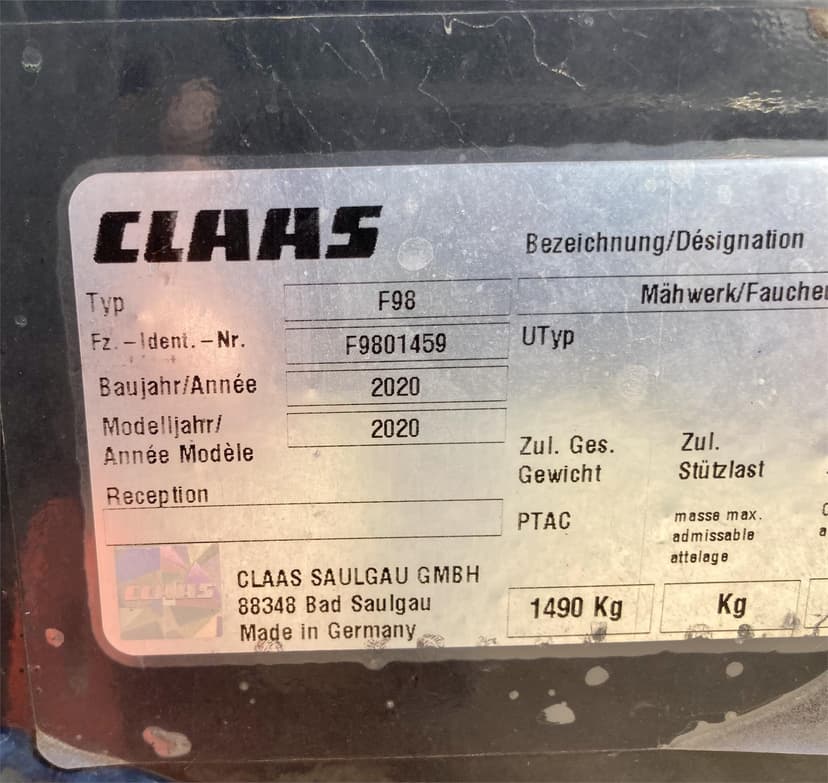 CLAAS
Bezeichnung/Désignation
Typ F98
Mähwerk/Faucheu
Fz.-Ident.-Nr. F9801459
UTyp
Baujahr/Année 2020
Modelljahr/ 2020
Année Modèle
Zul. Ges.
Gewicht
Zul.
Stützlast
Reception
PTAC
masse max.
admissable
attelage
CLAAS
CLAAS SAULGAU GMBH
88348 Bad Saulgau
Made in Germany
1490 Kg
Kg